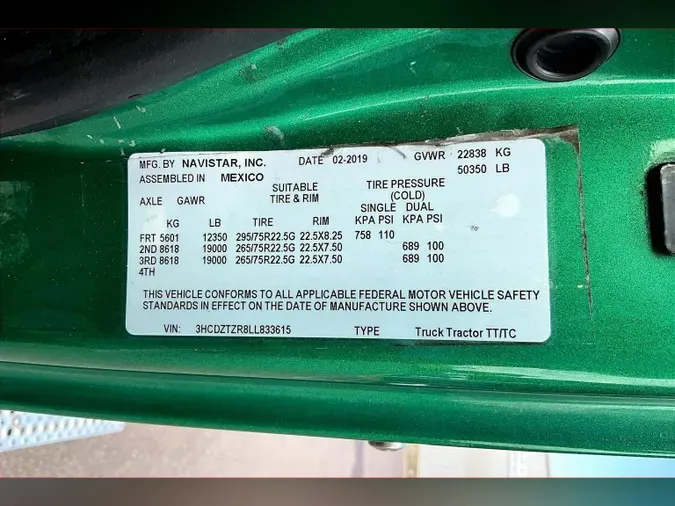 MFG. BY NAVISTAR, INC. DATE 02-2019 GVWR 22838 KG
50350 LB
ASSEMBLED IN MEXICO
SUITABLE TIRE PRESSURE
AXLE GAWR TIRE & RIM (COLD)
SINGLE DUAL
KG LB TIRE RIM KPA PSI KPA PSI
FRT 5601 12350 295/75R22.5G 22.5X8.25 758 110
2ND 8618 19000 265/75R22.5G 22.5X7.50 689 100
3RD 8618 19000 265/75R22.5G 22.5X7.50 689 100
4TH
THIS VEHICLE CONFORMS TO ALL APPLICABLE FEDERAL MOTOR VEHICLE SAFETY
STANDARDS IN EFFECT ON THE DATE OF MANUFACTURE SHOWN ABOVE.
VIN: 3HCDZTZR8LL833615 TYPE Truck Tractor TT/TC